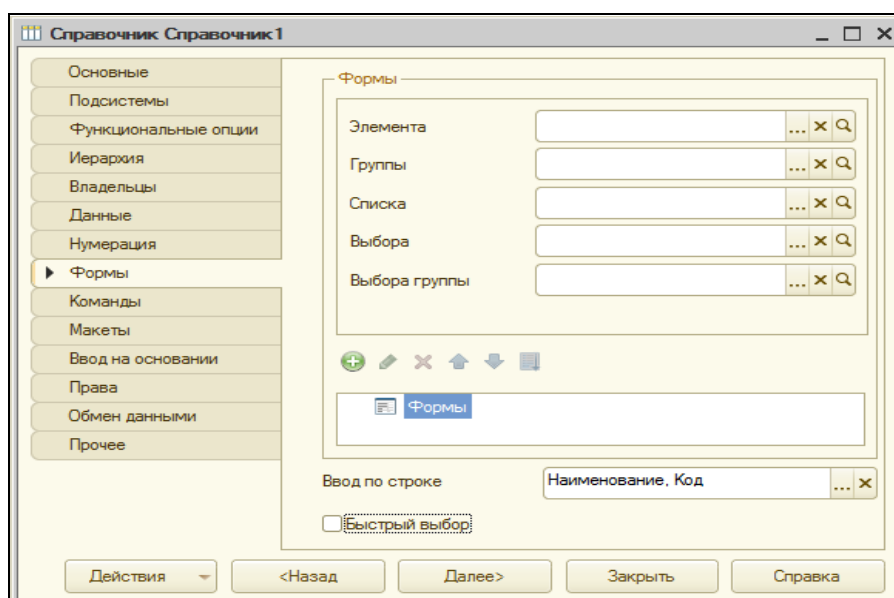 Справочник Справочник1
Основные
Подсистемы
Функциональные опции
Иерархия
Владельцы
Данные
Нумерация
Формы
Команды
Макеты
Ввод на основании
Права
Обмен данными
Прочее
Формы
Элемента
Группы
Списка
Выбора
Выбора группы
Формы
Ввод по строке Наименование, Код
Быстрый выбор
Действия <Назад Далее> Закрыть Справка